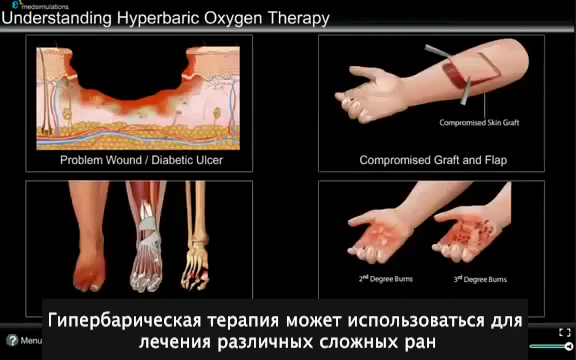 medsimulations
Understanding Hyperbaric Oxygen Therapy
Problem Wound / Diabetic Ulcer
Compromised Skin Graft
Compromised Graft and Flap
2nd Degree Burns
3rd Degree Burns
Гипербарическая терапия может использоваться для
лечения различных сложных ран
Menu